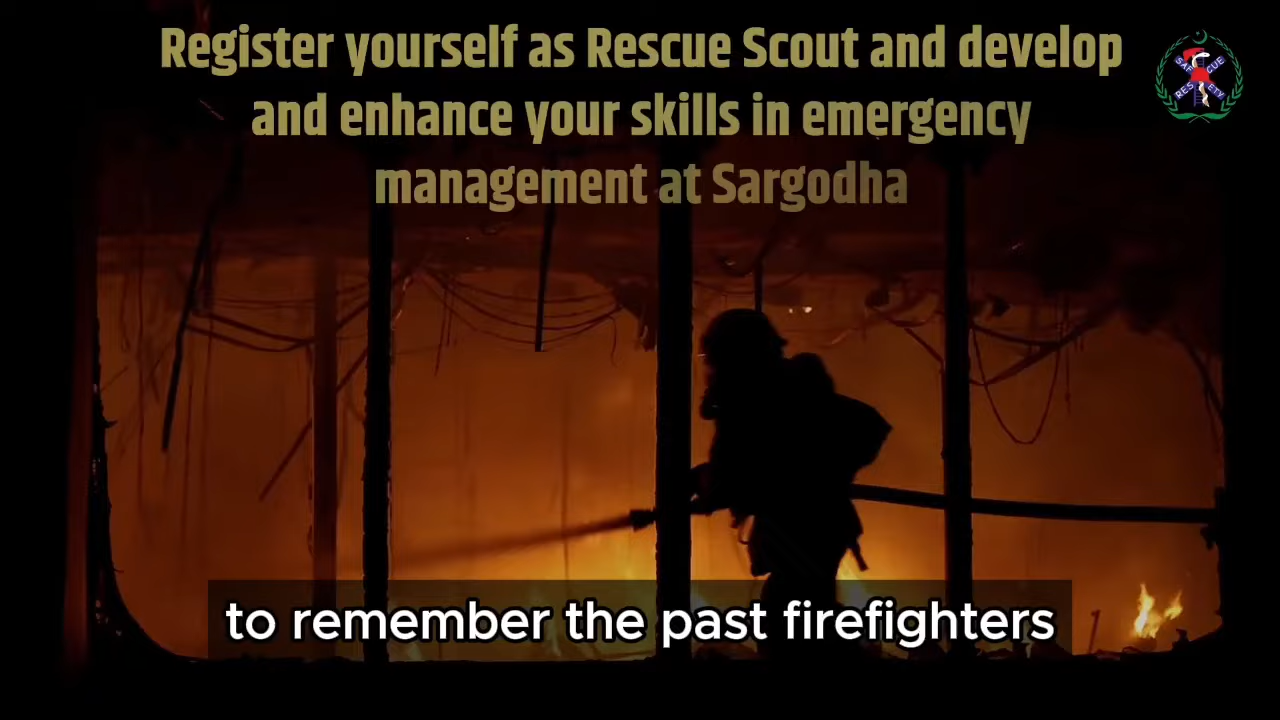 Register yourself as Rescue Scout and develop
and enhance your skills in emergency
management at Sargodha
to remember the past firefighters